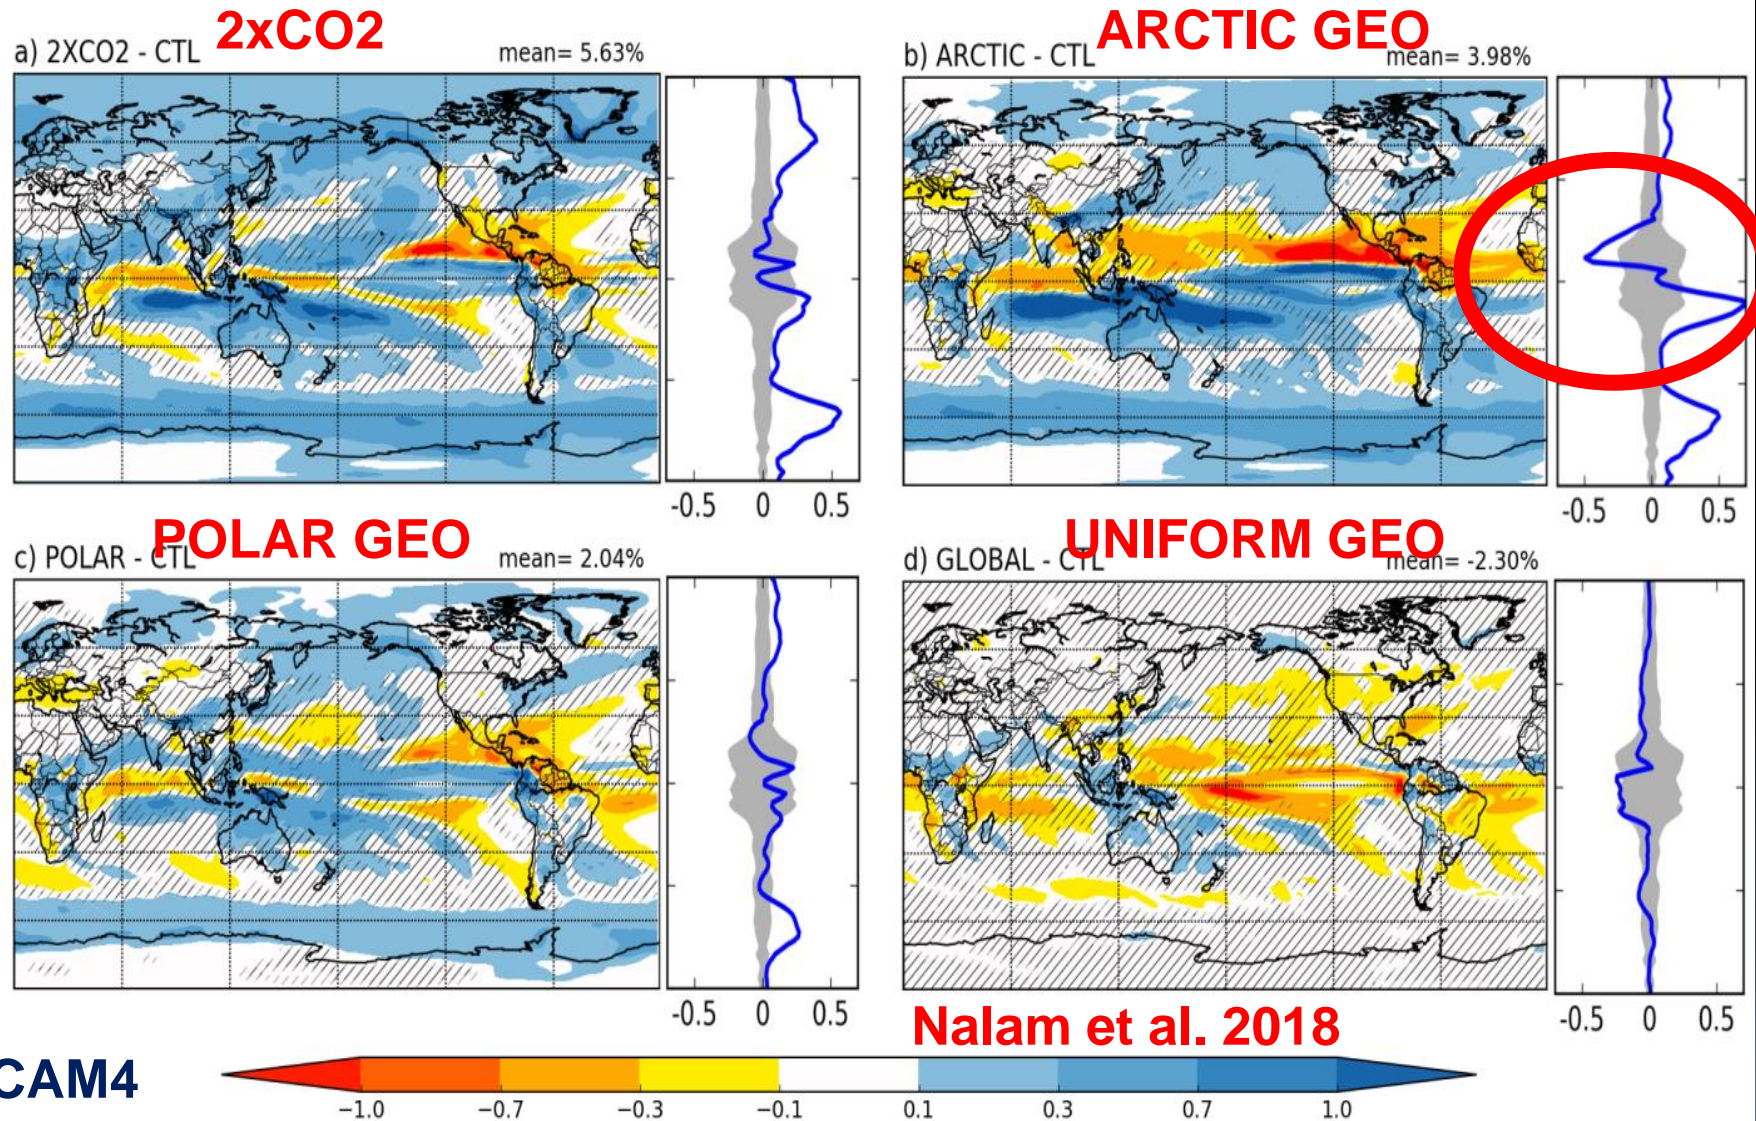 2xCO2
ARCTIC GEO
a) 2XCO2 - CTL
mean= 5.63%
b) ARCTIC - CTL
mean= 3.98%
-0.5 0 0.5
-0.5 0 0.5
POLAR GEO
UNIFORM GEO
c) POLAR - CTL
mean= 2.04%
d) GLOBAL - CTL
mean= -2.30%
-0.5 0 0.5
-0.5 0 0.5
Nalam et al. 2018
CAM4
−1.0 −0.7 −0.3 −0.1 0.1 0.3 0.7 1.0